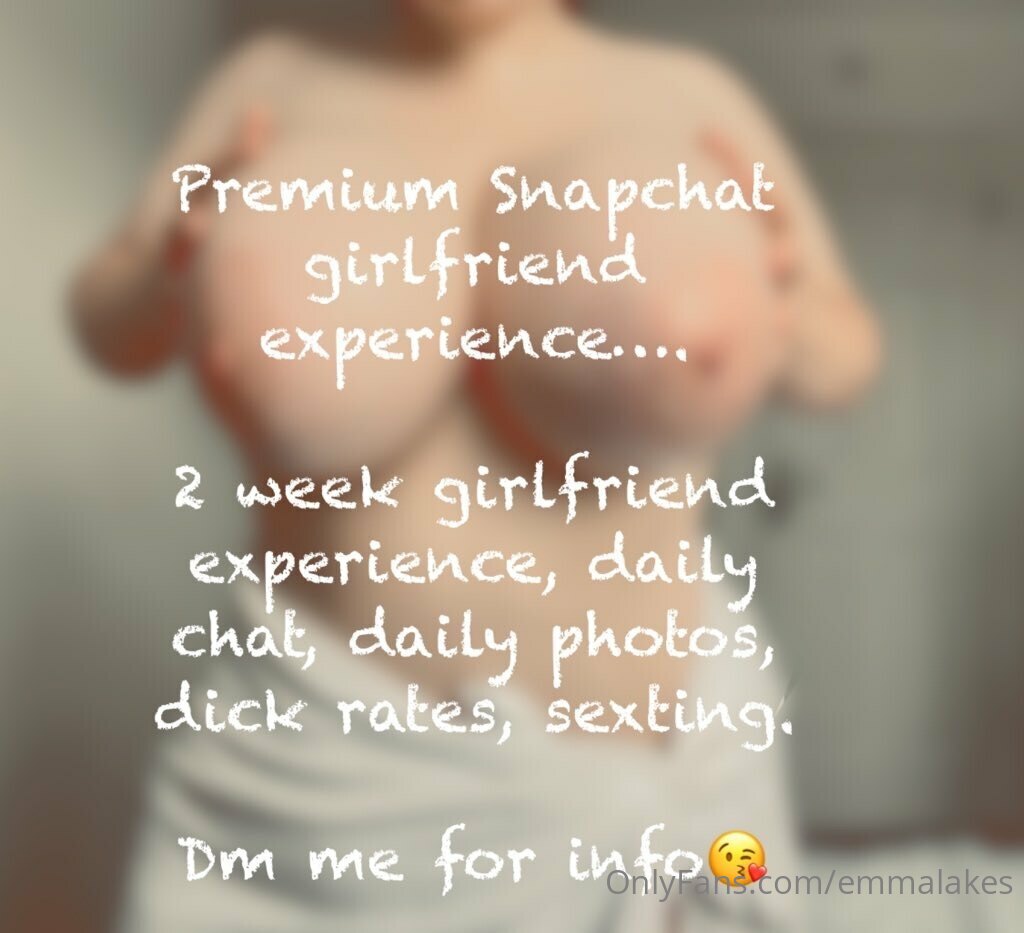 Premium Snapchat
girlfriend
experience....
2 week girlfriend
experience, daily
chat, daily photos,
dick rates, sexting.
Dm me for info😘
OnlyFans.com/emmalakes